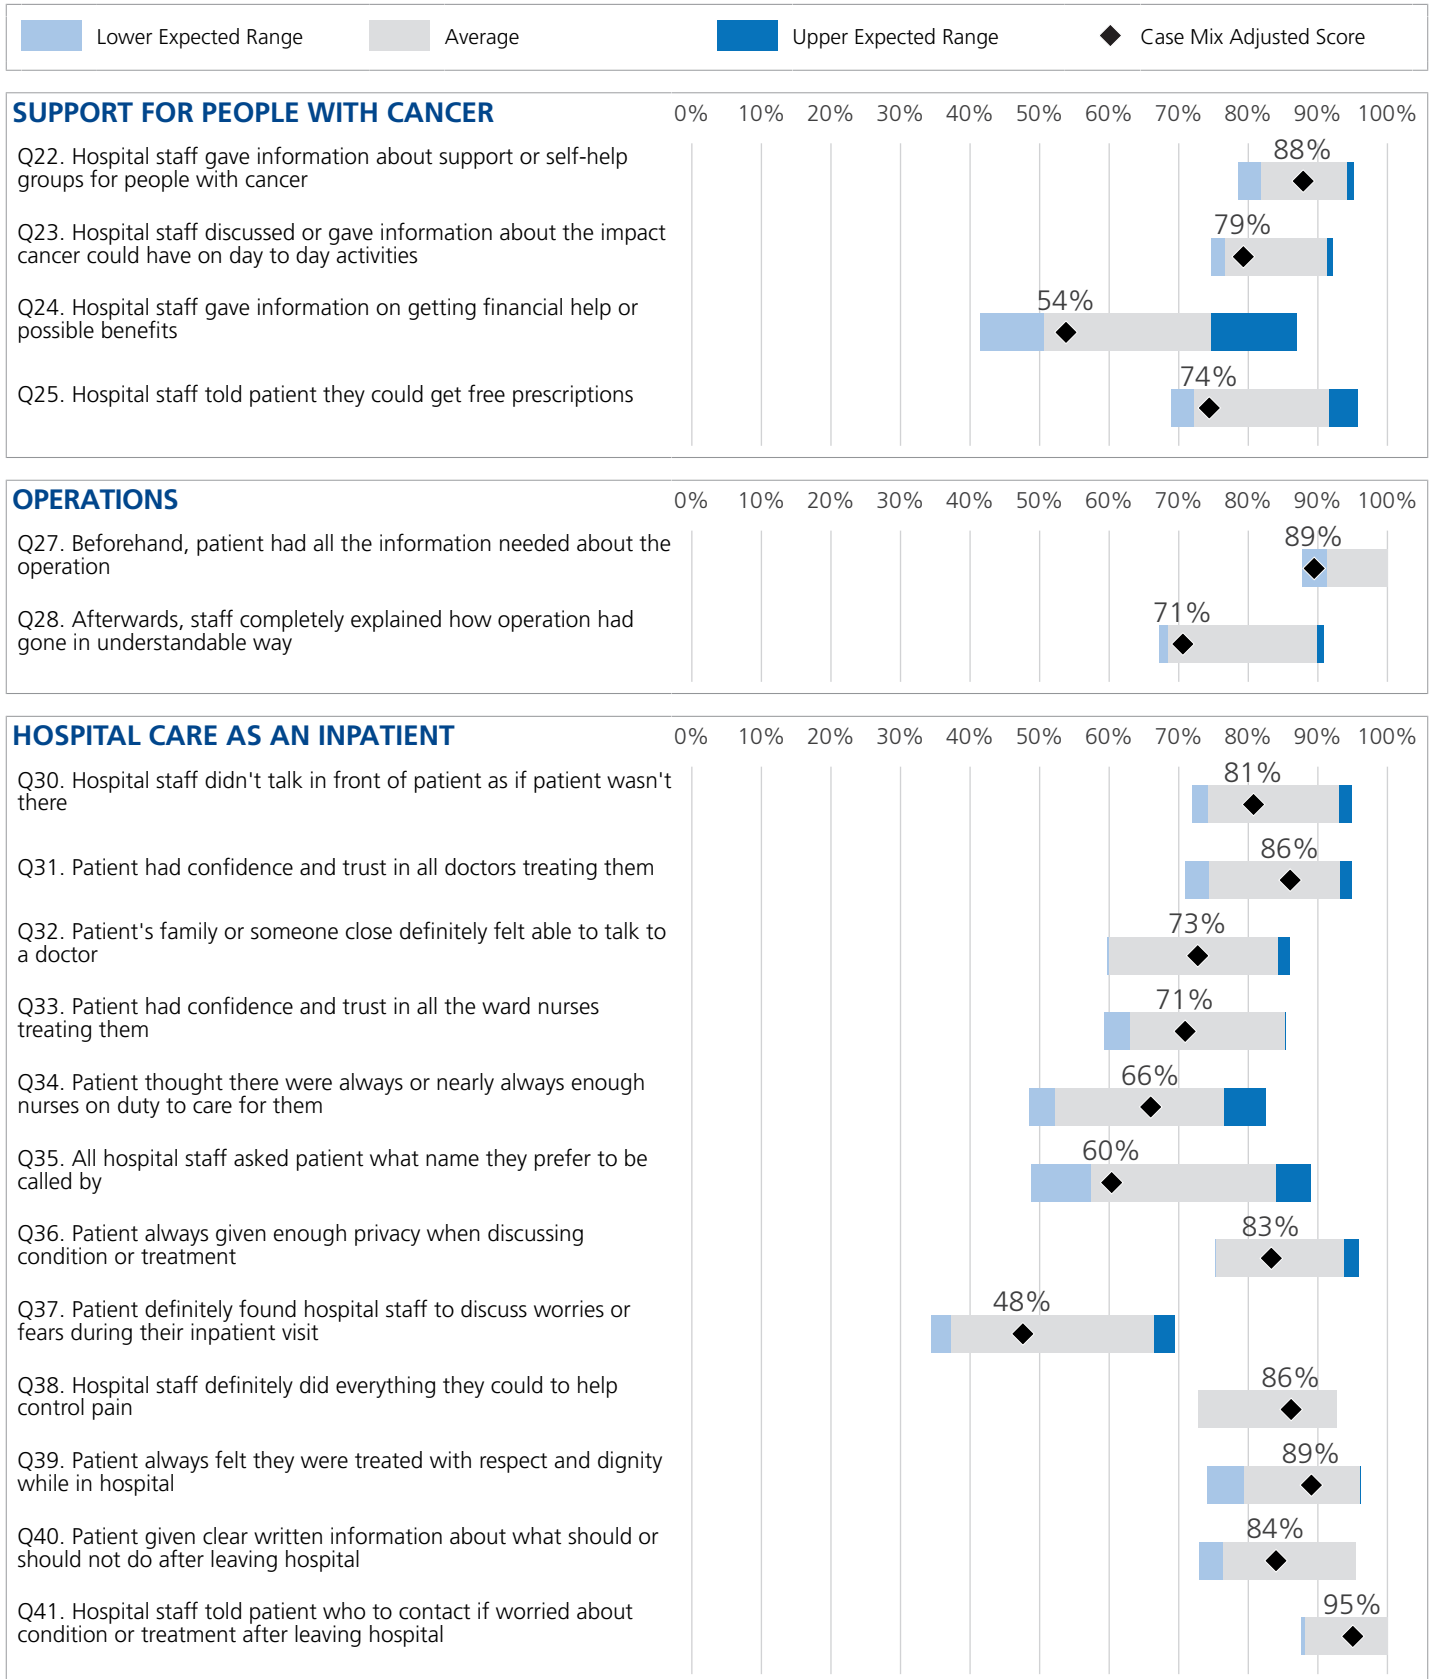 Lower Expected Range Average Upper Expected Range Case Mix Adjusted Score
SUPPORT FOR PEOPLE WITH CANCER 0% 10% 20% 30% 40% 50% 60% 70% 80% 90% 100%
Q22. Hospital staff gave information about support or self-help
groups for people with cancer
88%
Q23. Hospital staff discussed or gave information about the impact
cancer could have on day to day activities
79%
Q24. Hospital staff gave information on getting financial help or
possible benefits
54%
Q25. Hospital staff told patient they could get free prescriptions
74%
OPERATIONS 0% 10% 20% 30% 40% 50% 60% 70% 80% 90% 100%
Q27. Beforehand, patient had all the information needed about the
operation
89%
Q28. Afterwards, staff completely explained how operation had
gone in understandable way
71%
HOSPITAL CARE AS AN INPATIENT 0% 10% 20% 30% 40% 50% 60% 70% 80% 90% 100%
Q30. Hospital staff didn't talk in front of patient as if patient wasn't
there
81%
Q31. Patient had confidence and trust in all doctors treating them
86%
Q32. Patient's family or someone close definitely felt able to talk to
a doctor
73%
Q33. Patient had confidence and trust in all the ward nurses
treating them
71%
Q34. Patient thought there were always or nearly always enough
nurses on duty to care for them
66%
Q35. All hospital staff asked patient what name they prefer to be
called by
60%
Q36. Patient always given enough privacy when discussing
condition or treatment
83%
Q37. Patient definitely found hospital staff to discuss worries or
fears during their inpatient visit
48%
Q38. Hospital staff definitely did everything they could to help
control pain
86%
Q39. Patient always felt they were treated with respect and dignity
while in hospital
89%
Q40. Patient given clear written information about what should or
should not do after leaving hospital
84%
Q41. Hospital staff told patient who to contact if worried about
condition or treatment after leaving hospital
95%